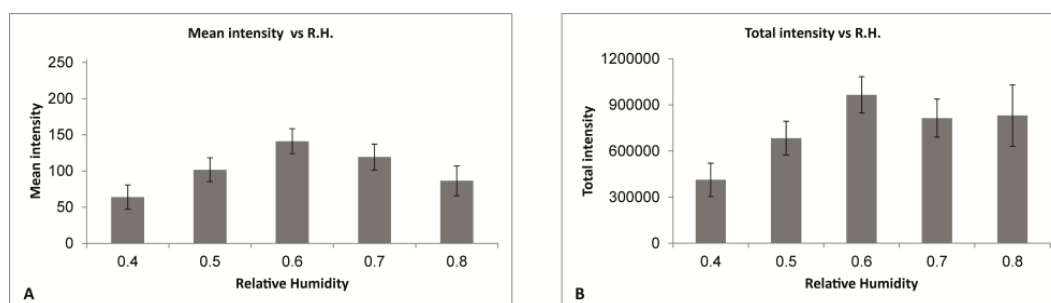 Mean intensity vs R.H.
250
200
150
100
50
0
Mean intensity
0.4 0.5 0.6 0.7 0.8
Relative Humidity
A
Total intensity vs R.H.
1200000
900000
600000
300000
0
Total intensity
0.4 0.5 0.6 0.7 0.8
Relative Humidity
B